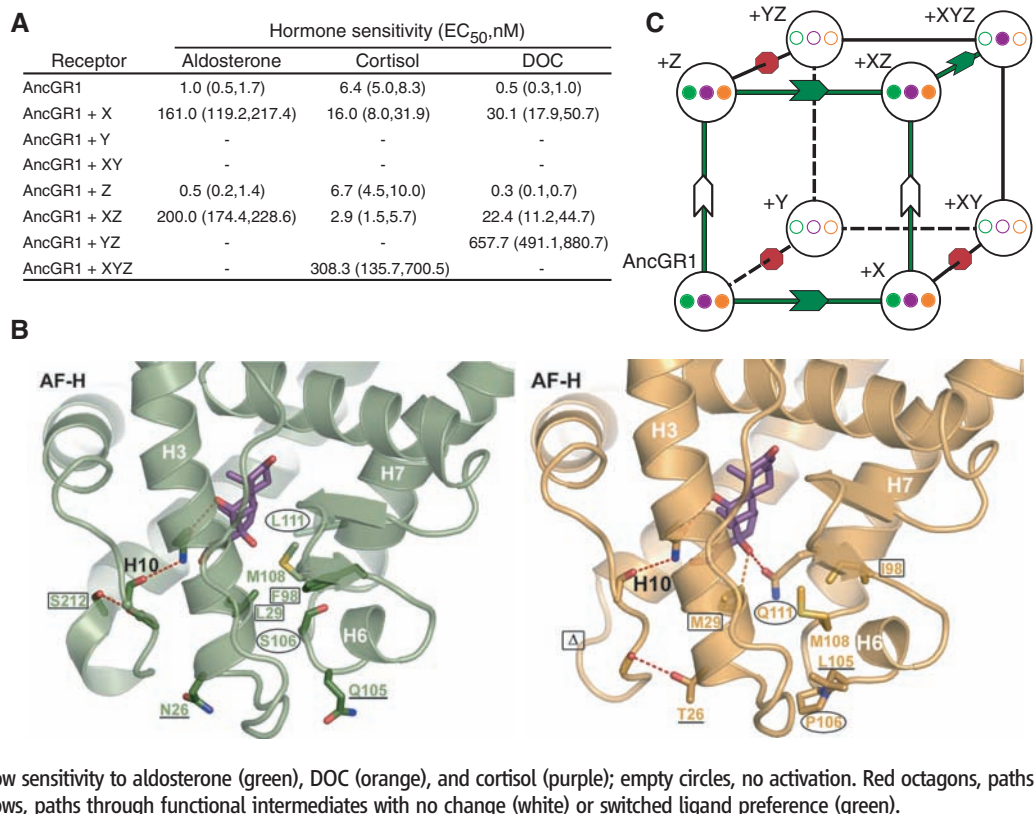 A
Hormone sensitivity (EC50,nM)
Receptor Aldosterone Cortisol DOC
AncGR1 1.0 (0.5,1.7) 6.4 (5.0,8.3) 0.5 (0.3,1.0)
AncGR1 + X 161.0 (119.2,217.4) 16.0 (8.0,31.9) 30.1 (17.9,50.7)
AncGR1 + Y - - -
AncGR1 + XY - - -
AncGR1 + Z 0.5 (0.2,1.4) 6.7 (4.5,10.0) 0.3 (0.1,0.7)
AncGR1 + XZ 200.0 (174.4,228.6) 2.9 (1.5,5.7) 22.4 (11.2,44.7)
AncGR1 + YZ - - 657.7 (491.1,880.7)
AncGR1 + XYZ - 308.3 (135.7,700.5) -
C
+YZ
+XYZ
+Z
+XZ
+Y
+XY
AncGR1
+X
B
AF-H
H3
H7
L111
H10
M108
S212
F98
L29
S106
H6
Q105
N26
AF-H
H3
H7
H10
I98
M29
Q111
Δ
M108
H6
L105
T26
P106
ow sensitivity to aldosterone (green), DOC (orange), and cortisol (purple); empty circles, no activation. Red octagons, paths
ows, paths through functional intermediates with no change (white) or switched ligand preference (green).